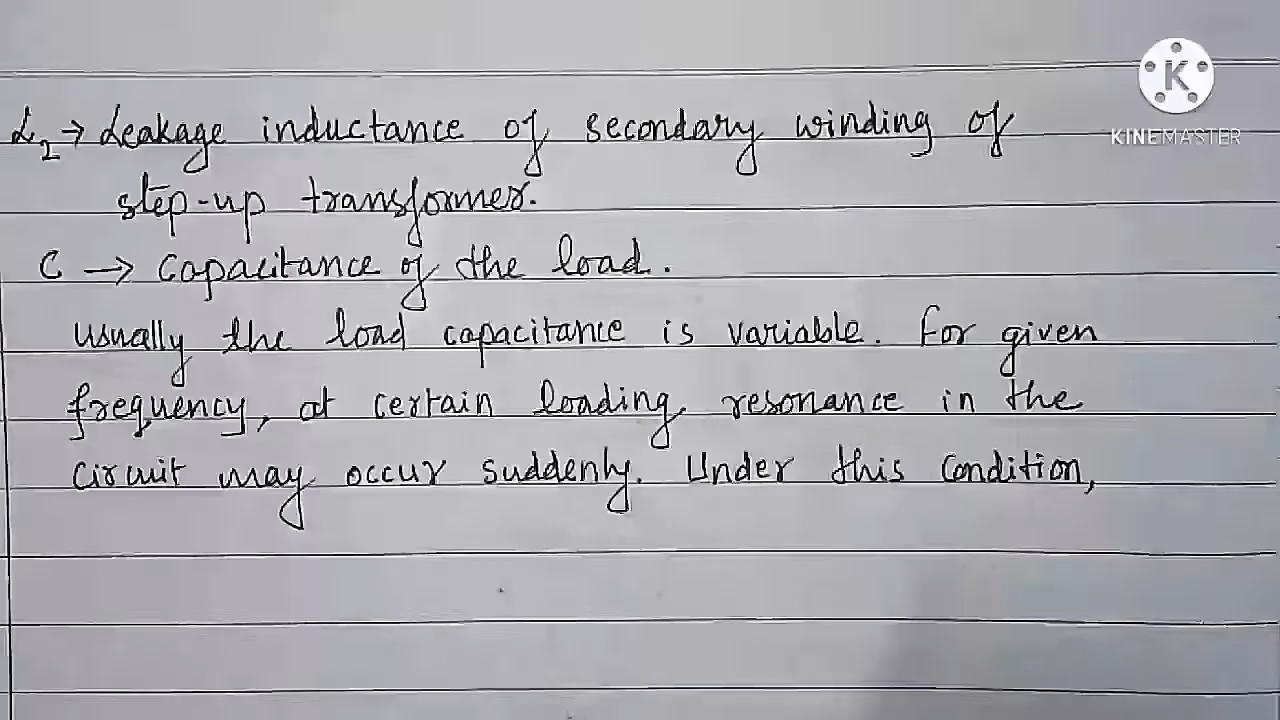 L2 → Leakage inductance of secondary winding of
step-up transformer.
C → Capacitance of the load.
Usually the load capacitance is variable. For given
frequency, at certain loading, resonance in the
circuit may occur suddenly. Under this condition,
K
KINEMASTER